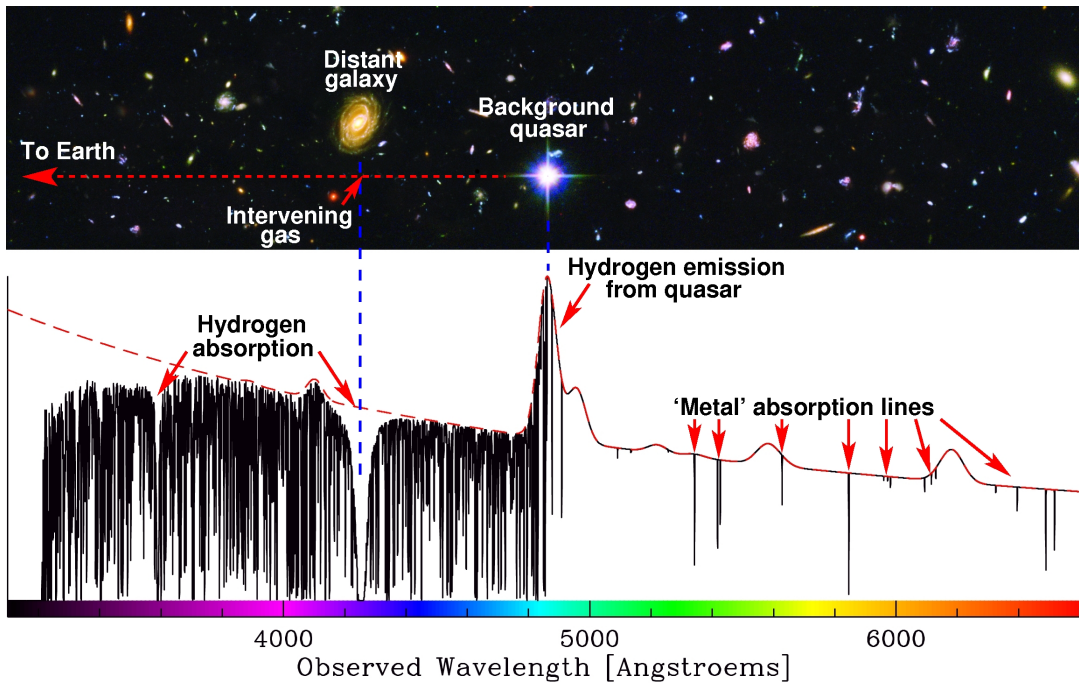 Distant
galaxy
Background
quasar
To Earth
Intervening
gas
Hydrogen emission
from quasar
Hydrogen
absorption
‘Metal’ absorption lines
4000
5000
6000
Observed Wavelength [Angstroems]